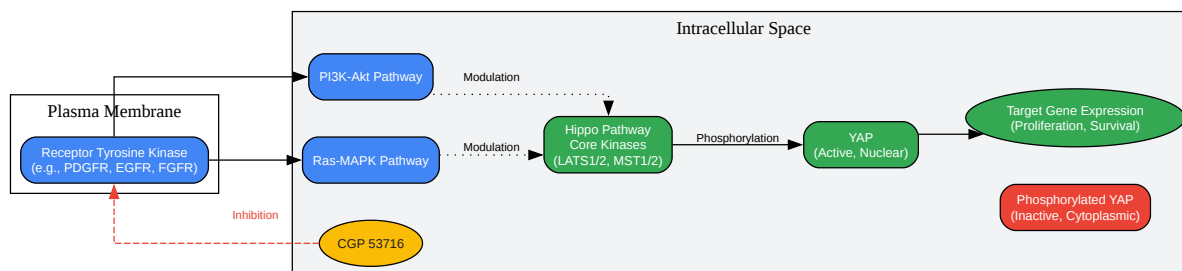 Intracellular Space
Plasma Membrane
PI3K-Akt Pathway
Modulation
Receptor Tyrosine Kinase
(e.g., PDGFR, EGFR, FGFR)
Ras-MAPK Pathway
Modulation
Hippo Pathway
Core Kinases
(LATS1/2, MST1/2)
Phosphorylation
YAP
(Active, Nuclear)
Target Gene Expression
(Proliferation, Survival)
Phosphorylated YAP
(Inactive, Cytoplasmic)
Inhibition
CGP 53716